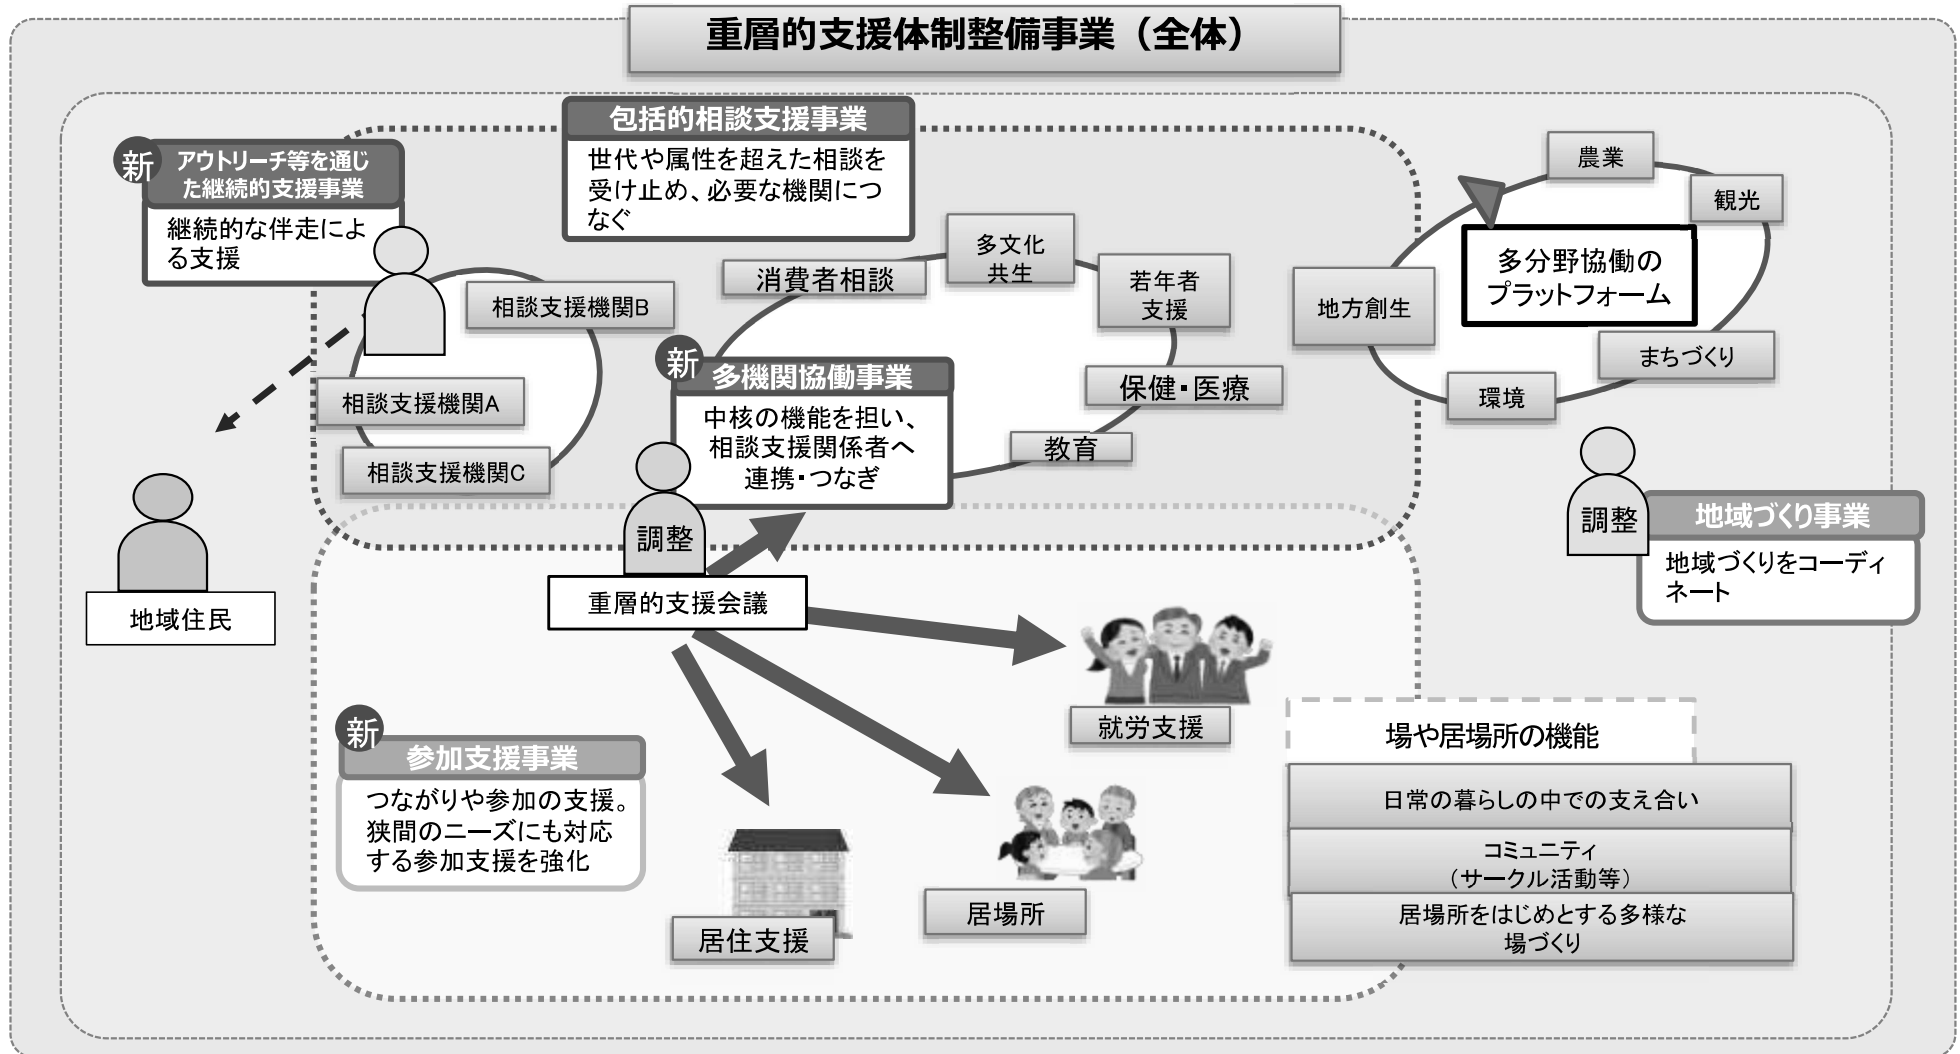 重層的支援体制整備事業（全体）
包括的相談支援事業
世代や属性を超えた相談を
受け止め、必要な機関につ
なぐ
新
アウトリーチ等を通じ
た継続的支援事業
継続的な伴走によ
る支援
相談支援機関B
相談支援機関A
相談支援機関C
消費者相談
多文化
共生
若年者
支援
保健・医療
教育
新
多機関協働事業
中核の機能を担い、
相談支援関係者へ
連携・つなぎ
調整
重層的支援会議
農業
観光
地方創生
多分野協働の
プラットフォーム
まちづくり
環境
調整
地域づくり事業
地域づくりをコーディ
ネート
地域住民
新
参加支援事業
つながりや参加の支援。
狭間のニーズにも対応
する参加支援を強化
就労支援
居場所
居住支援
場や居場所の機能
日常の暮らしの中での支え合い
コミュニティ
（サークル活動等）
居場所をはじめとする多様な
場づくり